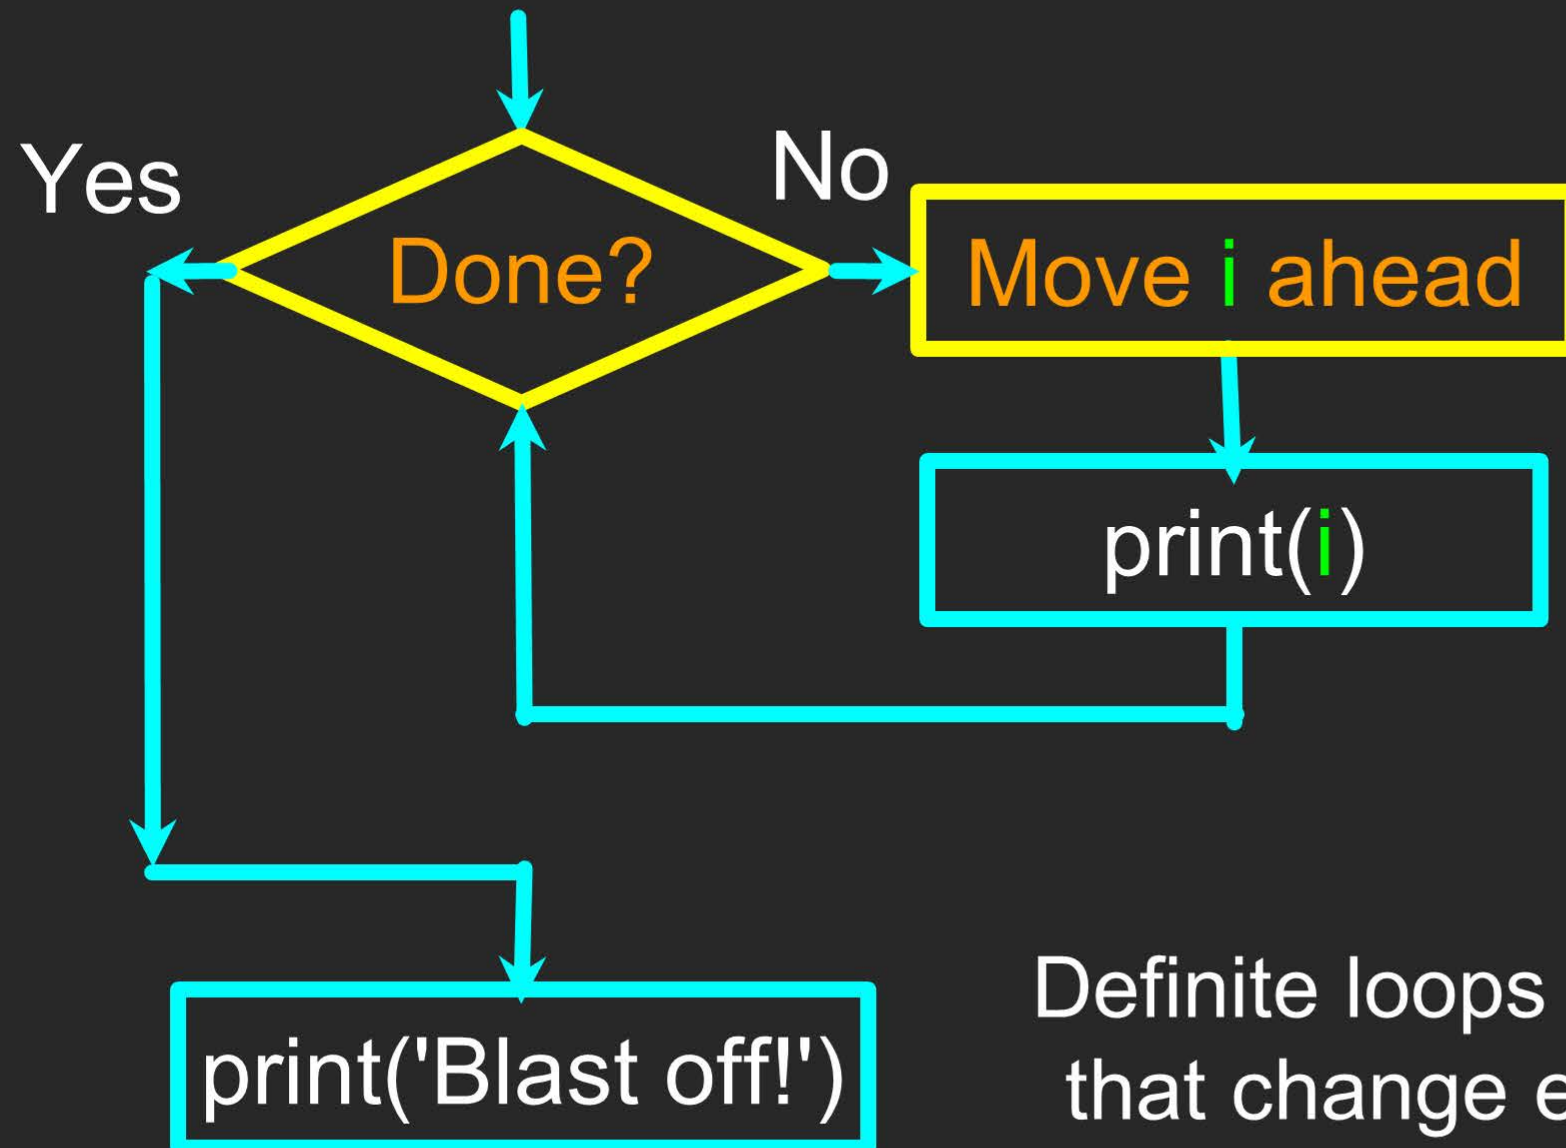 Yes
No
Done?
Move i ahead
print(i)
print('Blast off!')
Definite loops
that change e